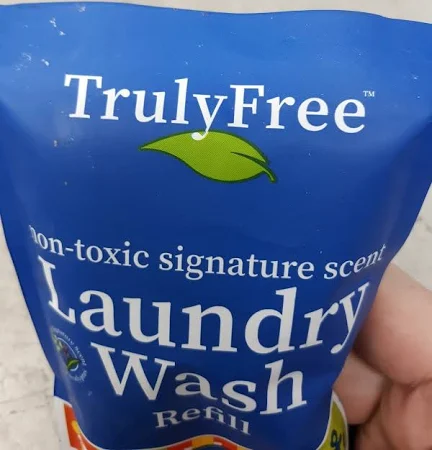 TrulyFree™
non-toxic signature scent
Laundry
Wash
Refill